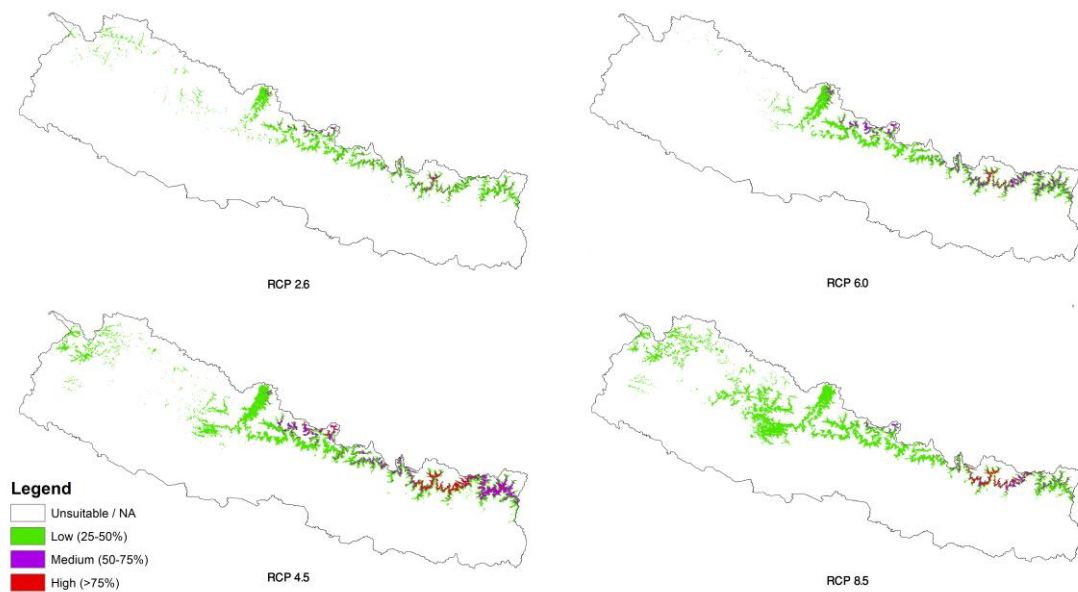 RCP 2.6
RCP 6.0
Legend
Unsuitable / NA
Low (25-50%)
Medium (50-75%)
High (>75%)
RCP 4.5
RCP 8.5